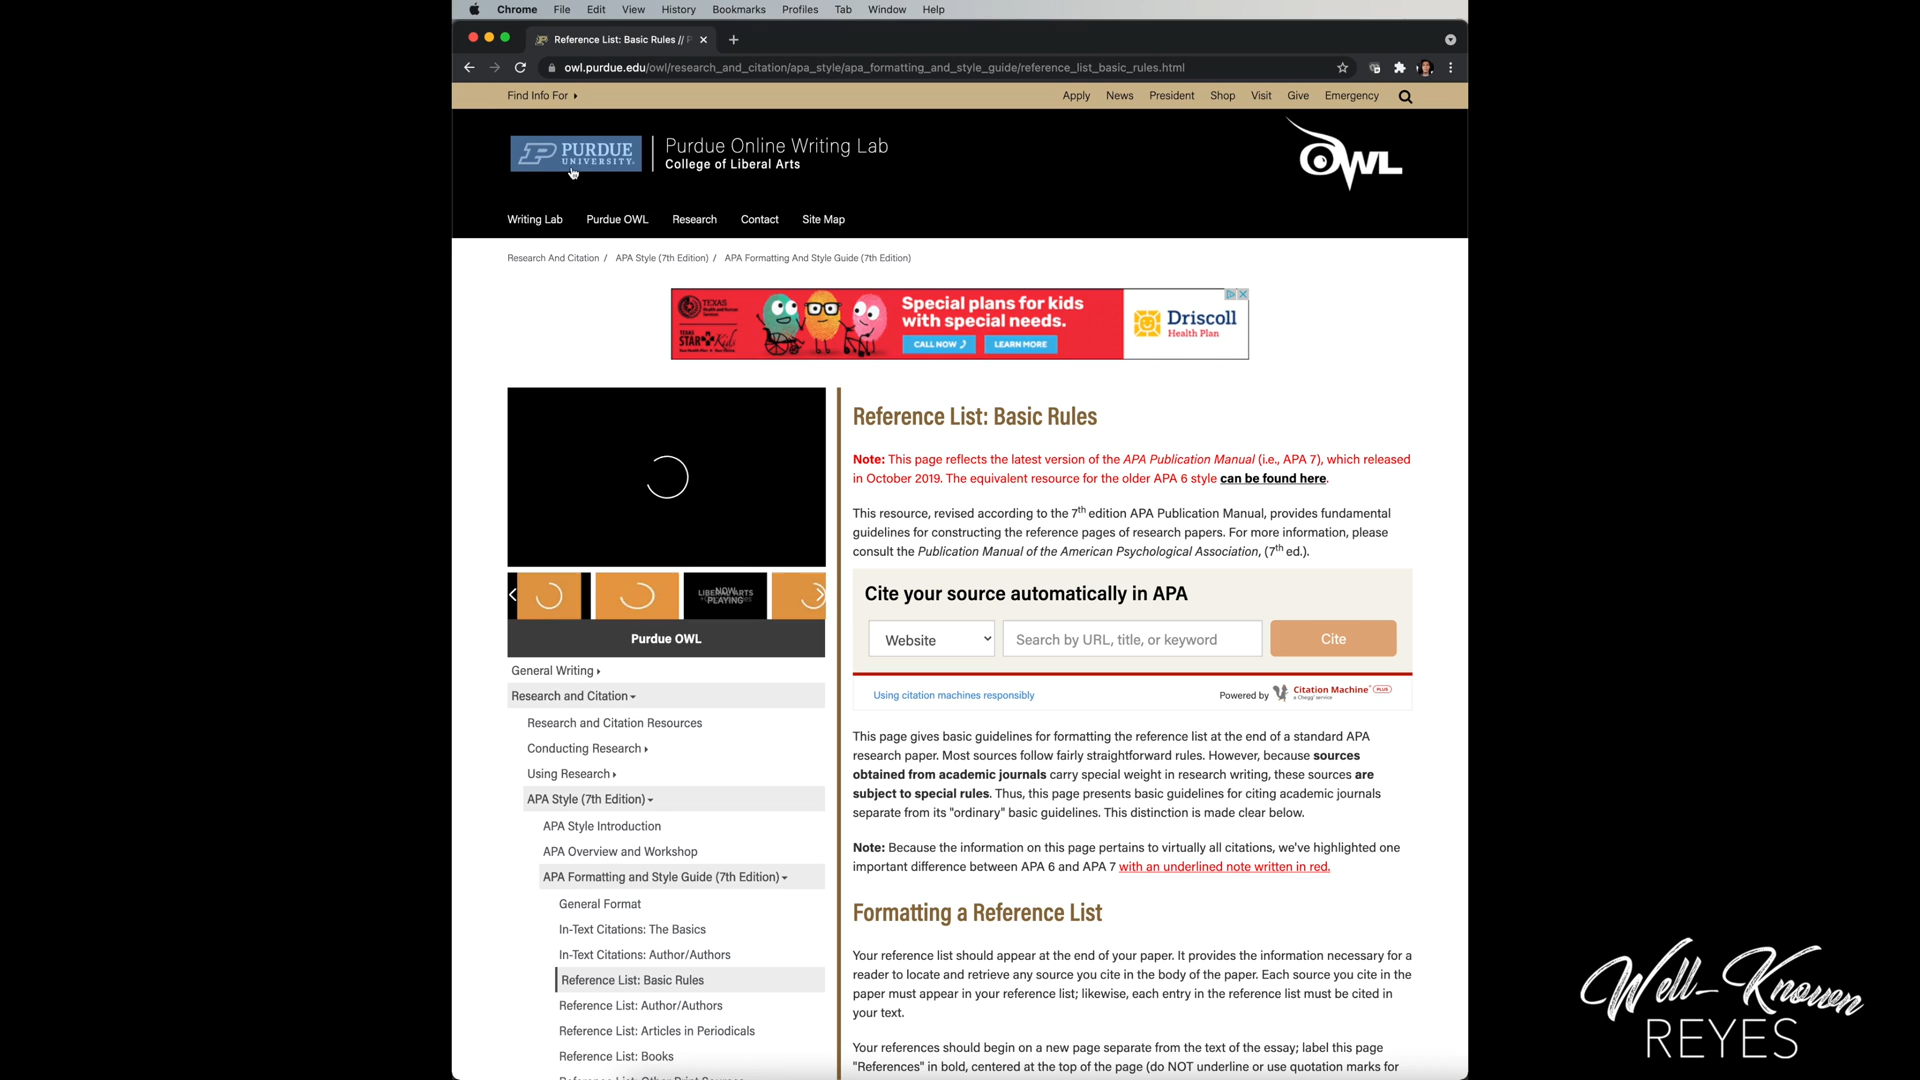 Chrome File Edit View History Bookmarks Profiles Tab Window Help
Reference List: Basic Rules // P
owl.purdue.edu/owl/research_and_citation/apa_style/apa_formatting_and_style_guide/reference_list_basic_rules.html
Find Info For
Apply News President Shop Visit Give Emergency
PURDUE UNIVERSITY.
Purdue Online Writing Lab
College of Liberal Arts
OWL
Writing Lab Purdue OWL Research Contact Site Map
Research And Citation / APA Style (7th Edition) / APA Formatting And Style Guide (7th Edition)
TEXAS
TEXAS
STAR Kids
Special plans for kids
with special needs.
CALL NOW LEARN MORE
Driscoll
Health Plan
LIBERAL ARTS
NOW
PLAYING
Purdue OWL
General Writing
Research and Citation
Research and Citation Resources
Conducting Research
Using Research
APA Style (7th Edition)
APA Style Introduction
APA Overview and Workshop
APA Formatting and Style Guide (7th Edition)
General Format
In-Text Citations: The Basics
In-Text Citations: Author/Authors
Reference List: Basic Rules
Reference List: Author/Authors
Reference List: Articles in Periodicals
Reference List: Books
Reference List: Other Print Sources
Reference List: Basic Rules
Note: This page reflects the latest version of the APA Publication Manual (i.e., APA 7), which released
in October 2019. The equivalent resource for the older APA 6 style can be found here.
This resource, revised according to the 7th edition APA Publication Manual, provides fundamental
guidelines for constructing the reference pages of research papers. For more information, please
consult the Publication Manual of the American Psychological Association, (7th ed.).
Cite your source automatically in APA
Website Search by URL, title, or keyword Cite
Using citation machines responsibly
Powered by Citation Machine PLUS
a Chegg service
This page gives basic guidelines for formatting the reference list at the end of a standard APA
research paper. Most sources follow fairly straightforward rules. However, because sources
obtained from academic journals carry special weight in research writing, these sources are
subject to special rules. Thus, this page presents basic guidelines for citing academic journals
separate from its "ordinary" basic guidelines. This distinction is made clear below.
Note: Because the information on this page pertains to virtually all citations, we've highlighted one
important difference between APA 6 and APA 7 with an underlined note written in red.
Formatting a Reference List
Your reference list should appear at the end of your paper. It provides the information necessary for a
reader to locate and retrieve any source you cite in the body of the paper. Each source you cite in the
paper must appear in your reference list; likewise, each entry in the reference list must be cited in
your text.
Your references should begin on a new page separate from the text of the essay; label this page
"References" in bold, centered at the top of the page (do NOT underline or use quotation marks for
Well-Known
REYES